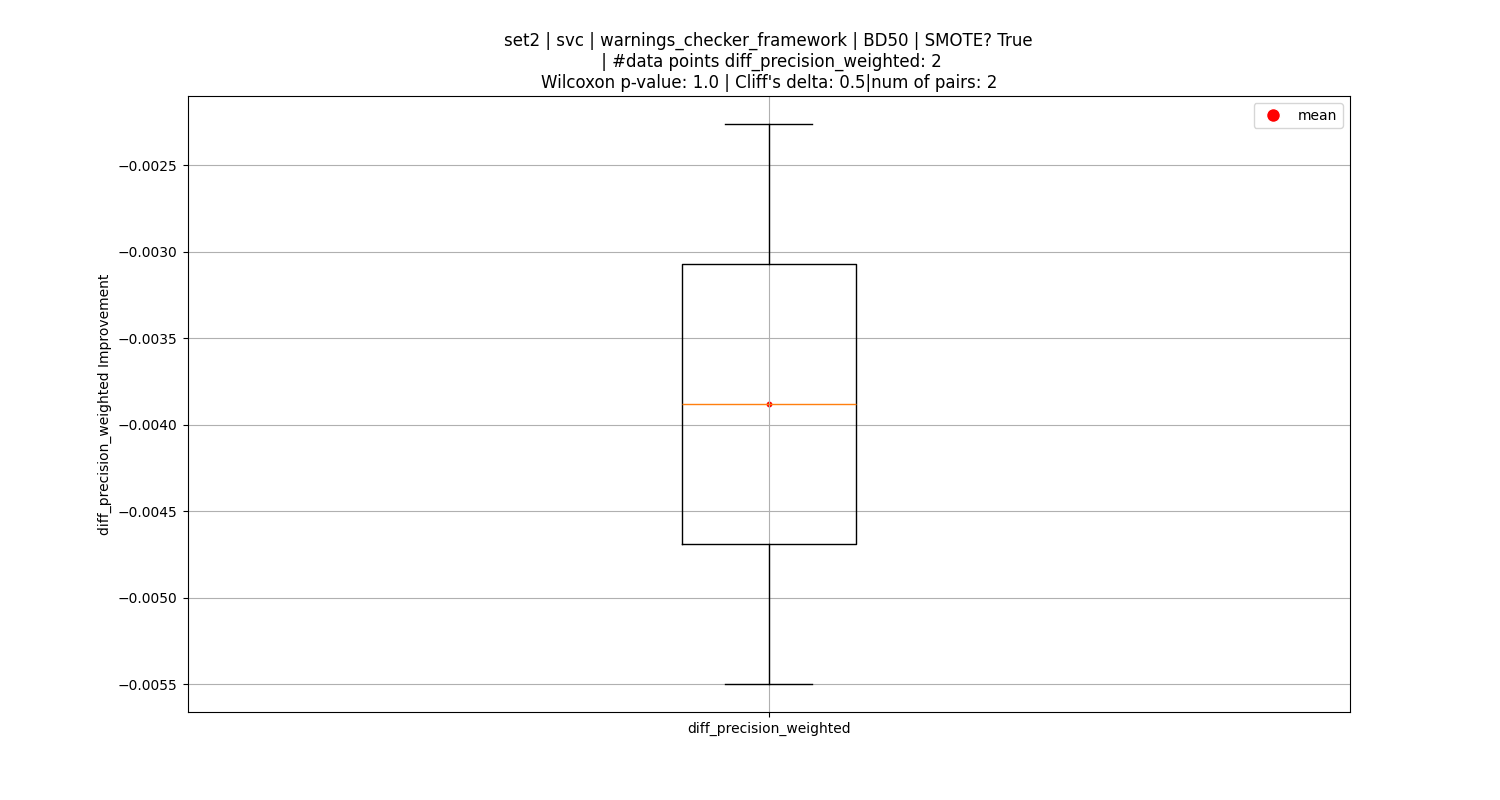 set2 | svc | warnings_checker_framework | BD50 | SMOTE? True
| #data points diff_precision_weighted: 2
Wilcoxon p-value: 1.0 | Cliff's delta: 0.5|num of pairs: 2
mean
−0.0025
−0.0030
−0.0035
−0.0040
−0.0045
−0.0050
−0.0055
diff_precision_weighted Improvement
diff_precision_weighted